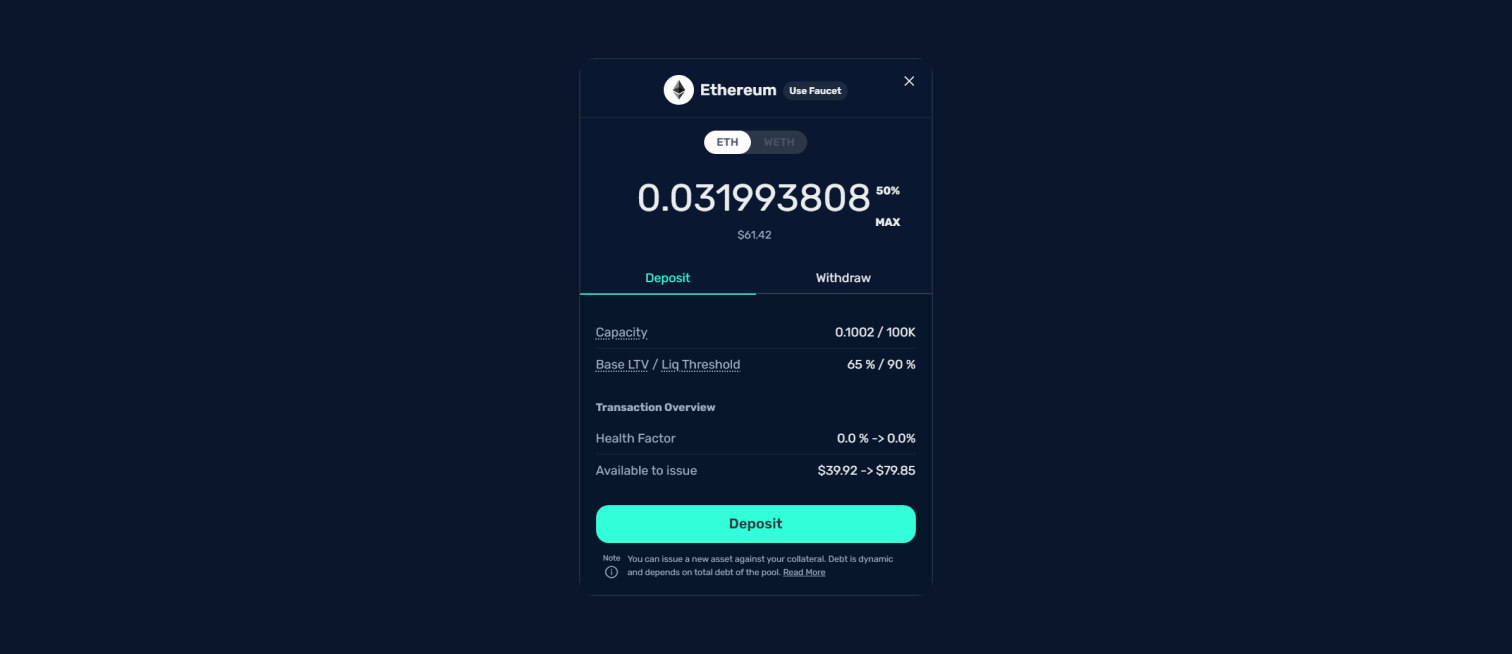 Ethereum Use Faucet
ETH WETH
0.031993808 50%
MAX
$61.42
Deposit Withdraw
Capacity 0.1002 / 100K
Base LTV / Liq Threshold 65 % / 90 %
Transaction Overview
Health Factor 0.0 % -> 0.0%
Available to issue $39.92 -> $79.85
Deposit
Note You can issue a new asset against your collateral. Debt is dynamic
and depends on total debt of the pool. Read More